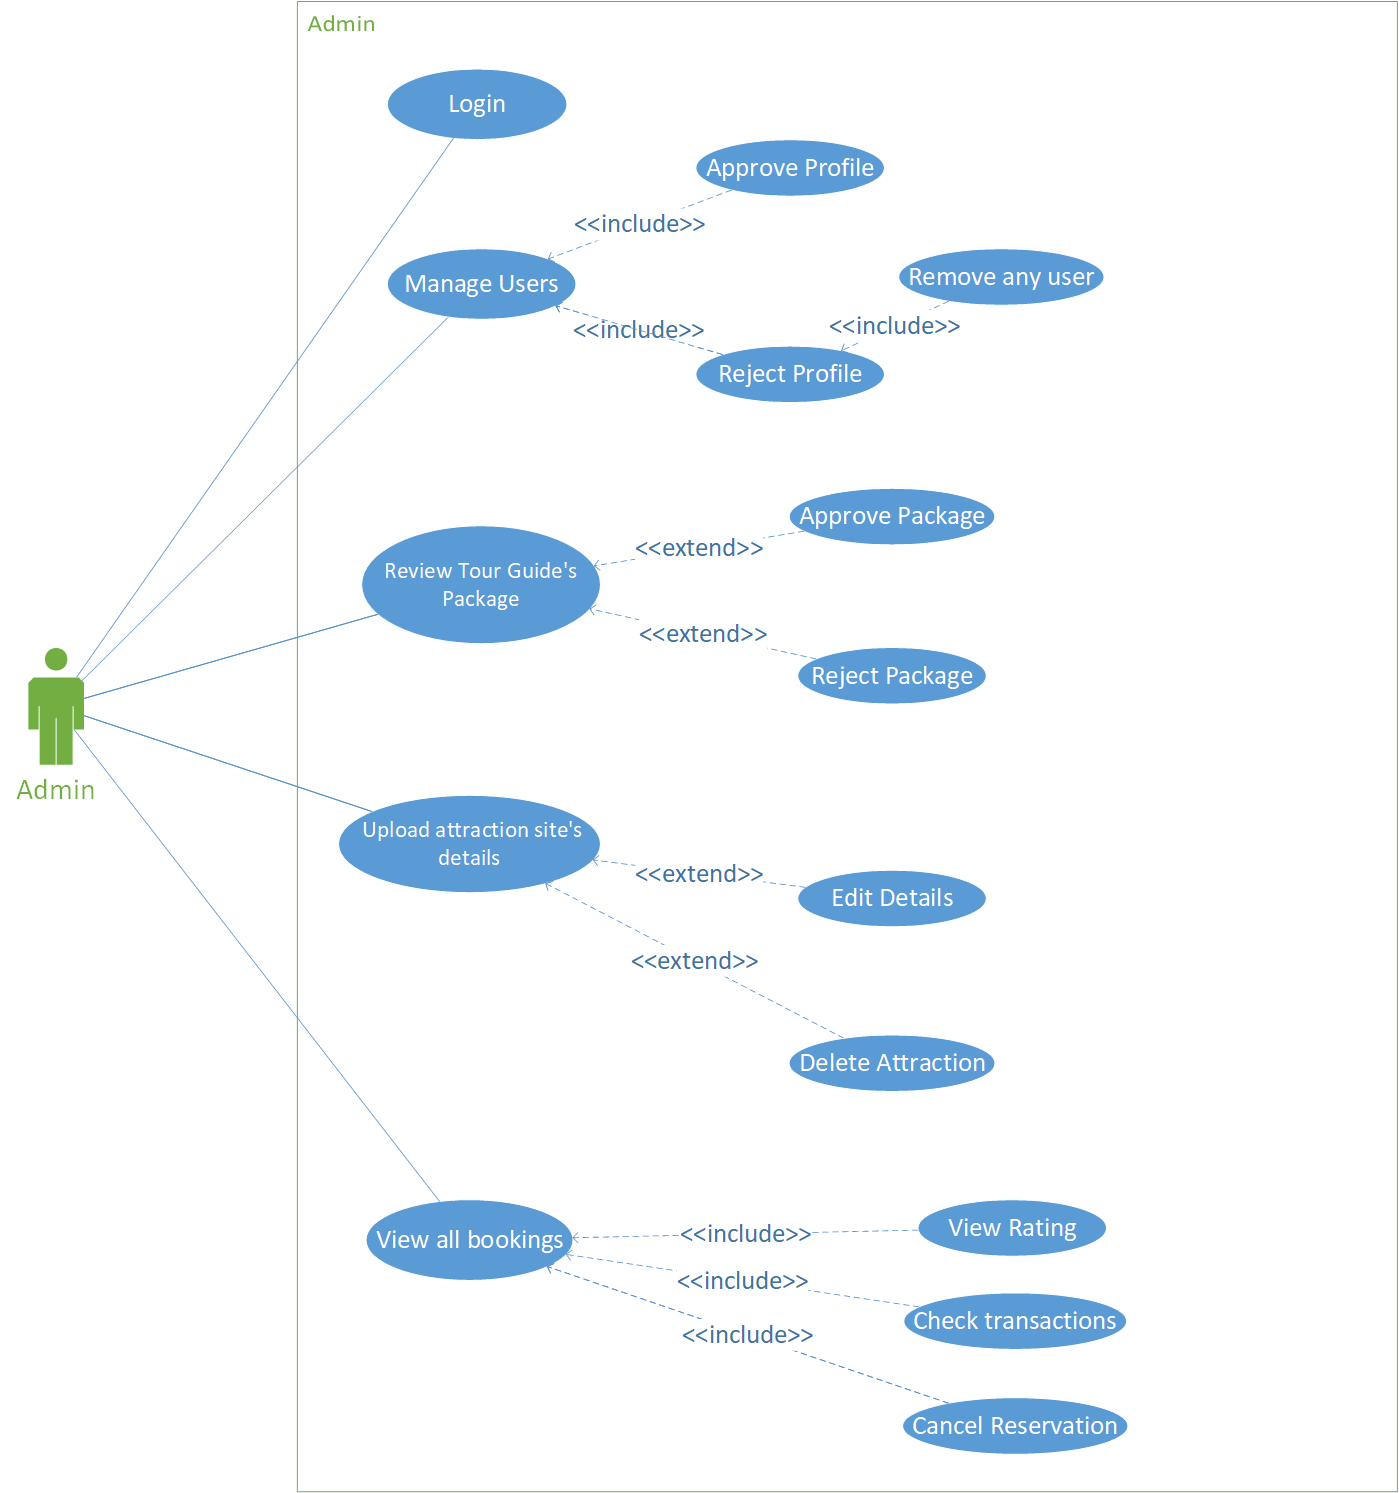 Admin
Login
Approve Profile
<<include>>
Manage Users
Remove any user
<<include>>
<<include>>
Reject Profile
Approve Package
<<extend>>
Review Tour Guide's
Package
<<extend>>
Reject Package
Admin
Upload attraction site's
details
<<extend>>
Edit Details
<<extend>>
Delete Attraction
View all bookings
<<include>>
View Rating
<<include>>
Check transactions
<<include>>
Cancel Reservation